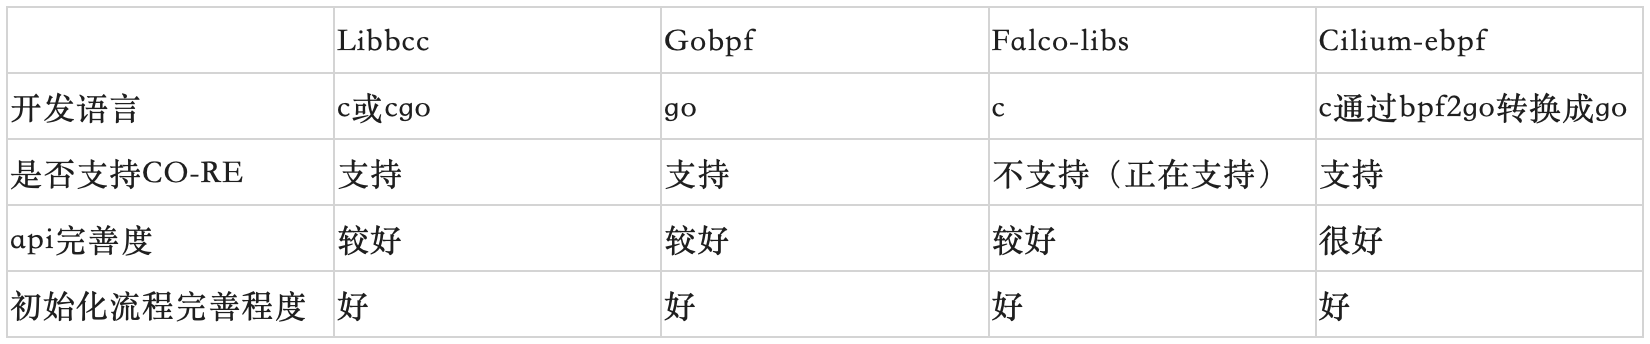 Libbcc Gobpf Falco-libs Cilium-ebpf
开发语言 c或cgo go c c通过bpf2go转换成go
是否支持CO-RE 支持 支持 不支持（正在支持） 支持
api完善度 较好 较好 较好 很好
初始化流程完善程度 好 好 好 好